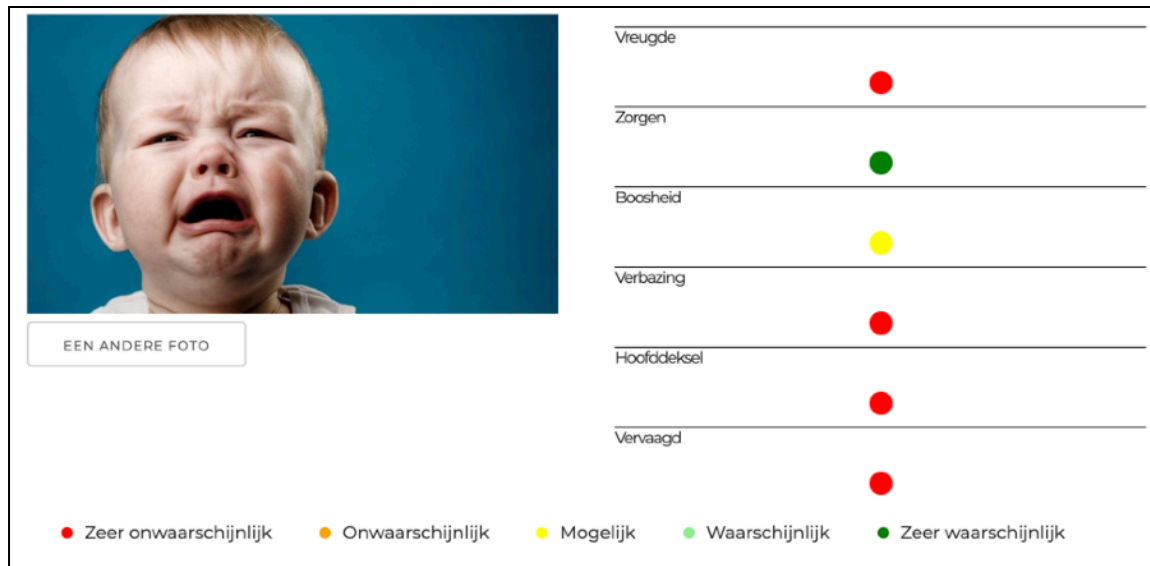 Vreugde
Zorgen
Boosheid
Verbazing
Hoofddeksel
Vervaagd
EEN ANDERE FOTO
Zeer onwaarschijnlijk
Onwaarschijnlijk
Mogelijk
Waarschijnlijk
Zeer waarschijnlijk